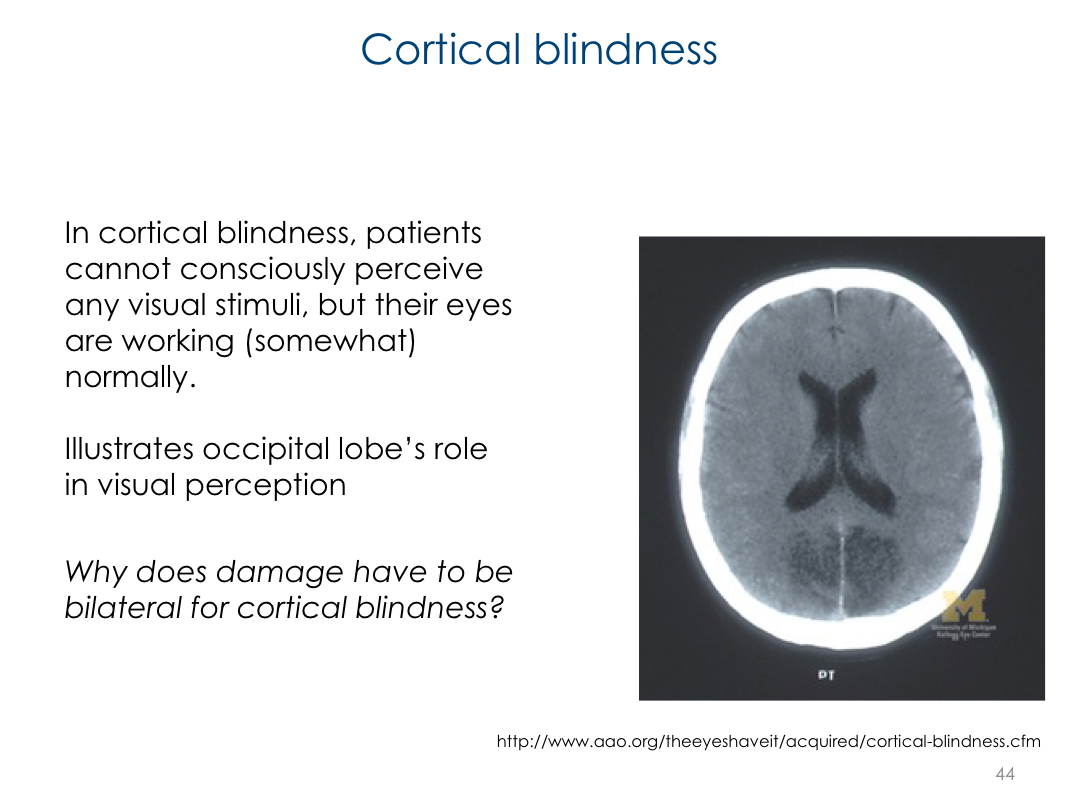 Cortical blindness
In cortical blindness, patients
cannot consciously perceive
any visual stimuli, but their eyes
are working (somewhat)
normally.
Illustrates occipital lobe’s role
in visual perception
Why does damage have to be
bilateral for cortical blindness?
M
University of Michigan
Kellogg Eye Center
PT
http://www.aao.org/theeyeshaveit/acquired/cortical-blindness.cfm
44